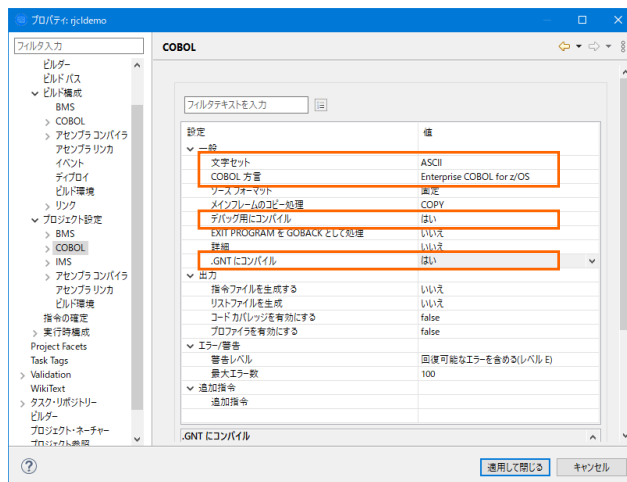 プロパティ: rjcldemo
フィルタ入力
COBOL
ビルダー
ビルド パス
ビルド構成
BMS
COBOL
アセンブラ コンパイラ
アセンブラ リンカ
イベント
ディプロイ
ビルド環境
リンク
プロジェクト設定
BMS
COBOL
IMS
アセンブラ コンパイラ
アセンブラ リンカ
ビルド環境
指令の確定
実行時構成
Project Facets
Task Tags
Validation
WikiText
タスク・リポジトリー
ビルダー
プロジェクト・ネーチャー
プロジェクト参照
フィルタテキストを入力
設定 値
一般
文字セット ASCII
COBOL 方言 Enterprise COBOL for z/OS
ソース フォーマット 固定
メインフレームのコピー処理 COPY
デバッグ用にコンパイル はい
EXIT PROGRAM を GOBACK として処理 いいえ
詳細 いいえ
.GNT にコンパイル はい
出力
指令ファイルを生成する いいえ
リストファイルを生成 いいえ
コード カバレッジを有効にする false
プロファイラを有効にする false
エラー/警告
警告レベル 回復可能なエラーを含める(レベル E)
最大エラー数 100
追加指令
追加指令
.GNT にコンパイル
適用して閉じる キャンセル